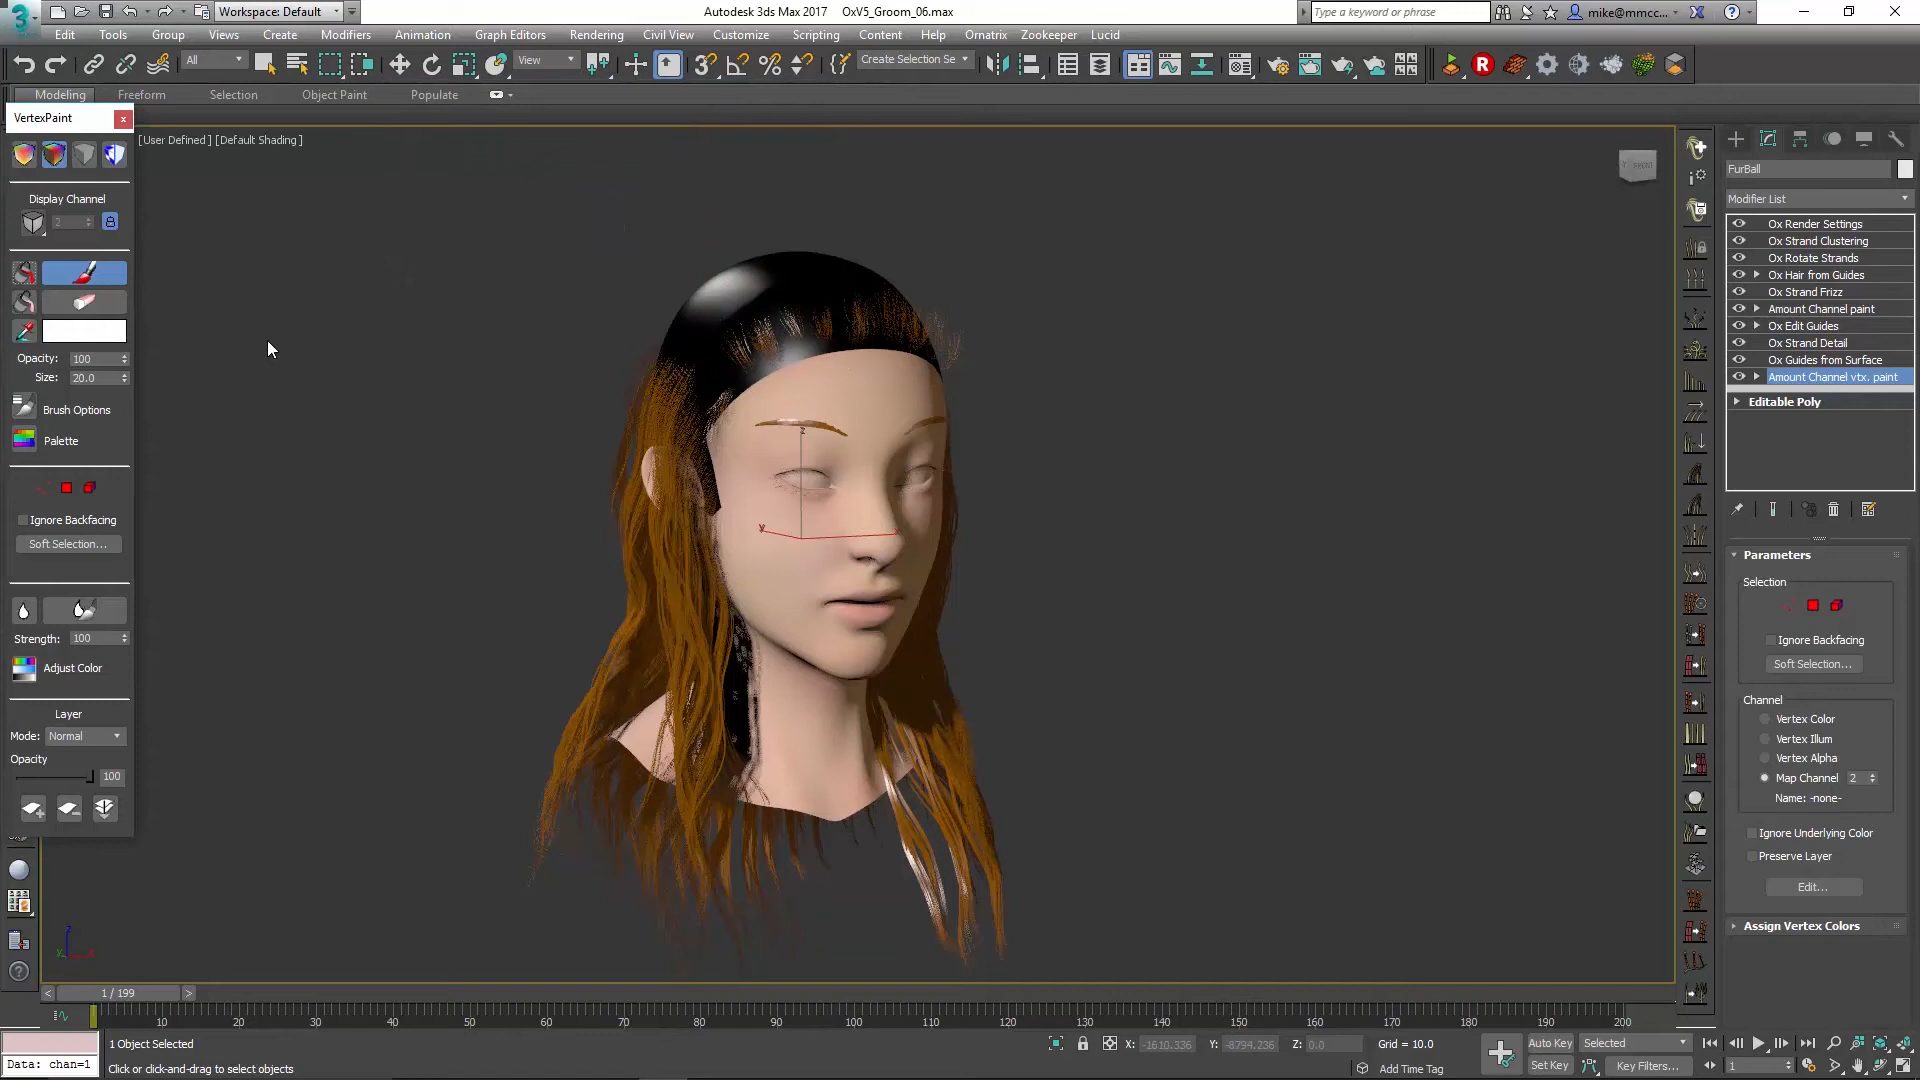 Workspace: Default
Autodesk 3ds Max 2017 OxV5_Groom_06.max
Type a keyword or phrase
mike@mmcc...
Edit Tools Group Views Create Modifiers Animation Graph Editors Rendering Civil View Customize Scripting Content Help Ornatrix Zookeeper Lucid
All
View
Create Selection Se
Modeling Freeform Selection Object Paint Populate
VertexPaint
[User Defined ] [Default Shading ]
FRONT
Display Channel
2
Opacity: 100
Size: 20.0
Brush Options
Palette
Ignore Backfacing
Soft Selection...
Strength: 100
Adjust Color
Layer
Mode: Normal
Opacity
100
z
y
FurBall
Modifier List
Ox Render Settings
Ox Strand Clustering
Ox Rotate Strands
Ox Hair from Guides
Ox Strand Frizz
Amount Channel paint
Ox Edit Guides
Ox Strand Detail
Ox Guides from Surface
Amount Channel vtx. paint
Editable Poly
Parameters
Selection
Ignore Backfacing
Soft Selection...
Channel
Vertex Color
Vertex Illum
Vertex Alpha
Map Channel 2
Name: -none-
Ignore Underlying Color
Preserve Layer
Edit...
Assign Vertex Colors
< 1 / 199 >
10 20 30 40 50 60 70 80 90 100 110 120 130 140 150 160 170 180 190 200
1 Object Selected
X: -1610.336 Y: -8794.236 Z: 0.0 Grid = 10.0
Auto Key Selected
Data: chan=1
Click or click-and-drag to select objects
Add Time Tag
Set Key Key Filters...
1